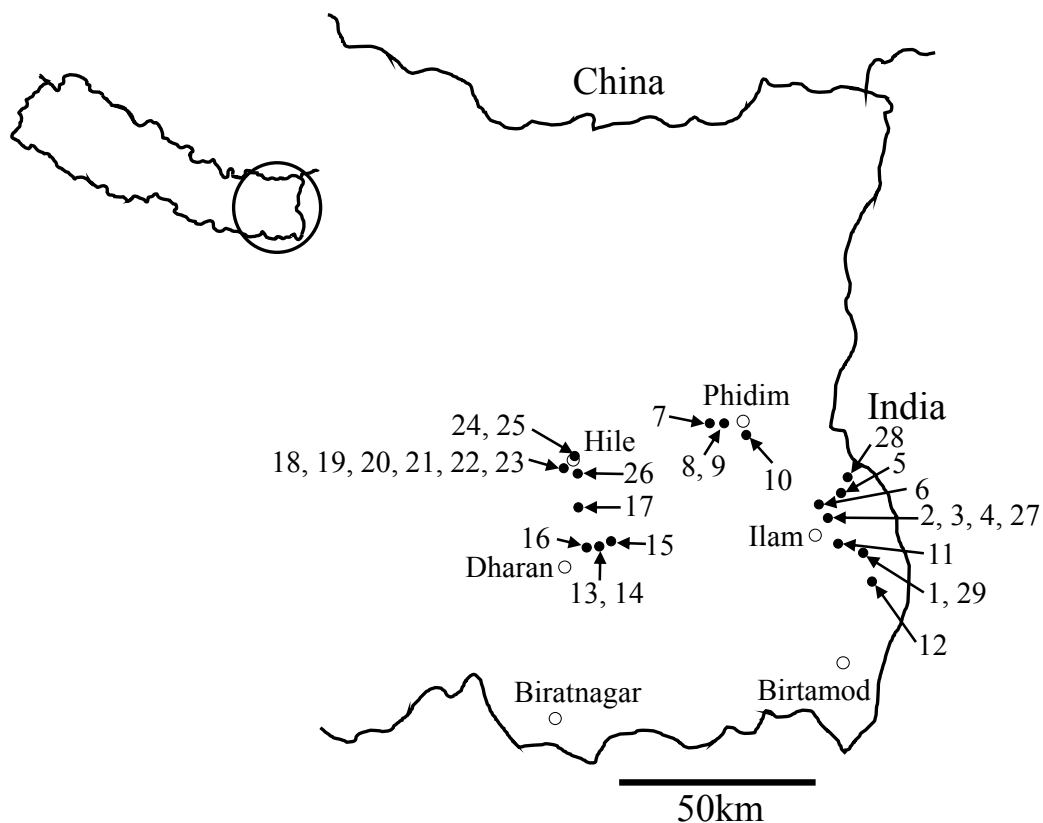 China
Phidim
7
India
24, 25
Hile
28
8, 9
18, 19, 20, 21, 22, 23
26
10
5
6
17
2, 3, 4, 27
16
15
Ilam
11
Dharan
13, 14
1, 29
12
Biratnagar
Birtamod
50km